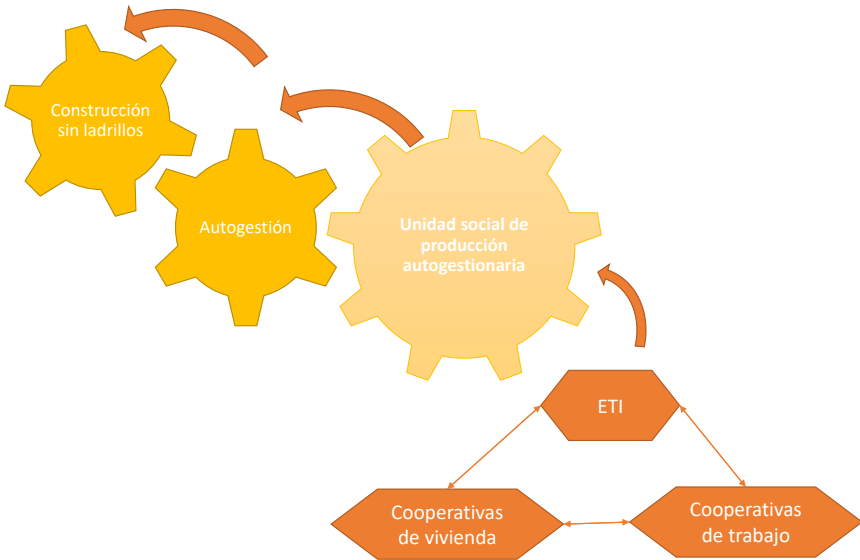 Construcción
sin ladrillos
Autogestión
Unidad social de
producción
autogestionaria
ETI
Cooperativas
de vivienda
Cooperativas
de trabajo